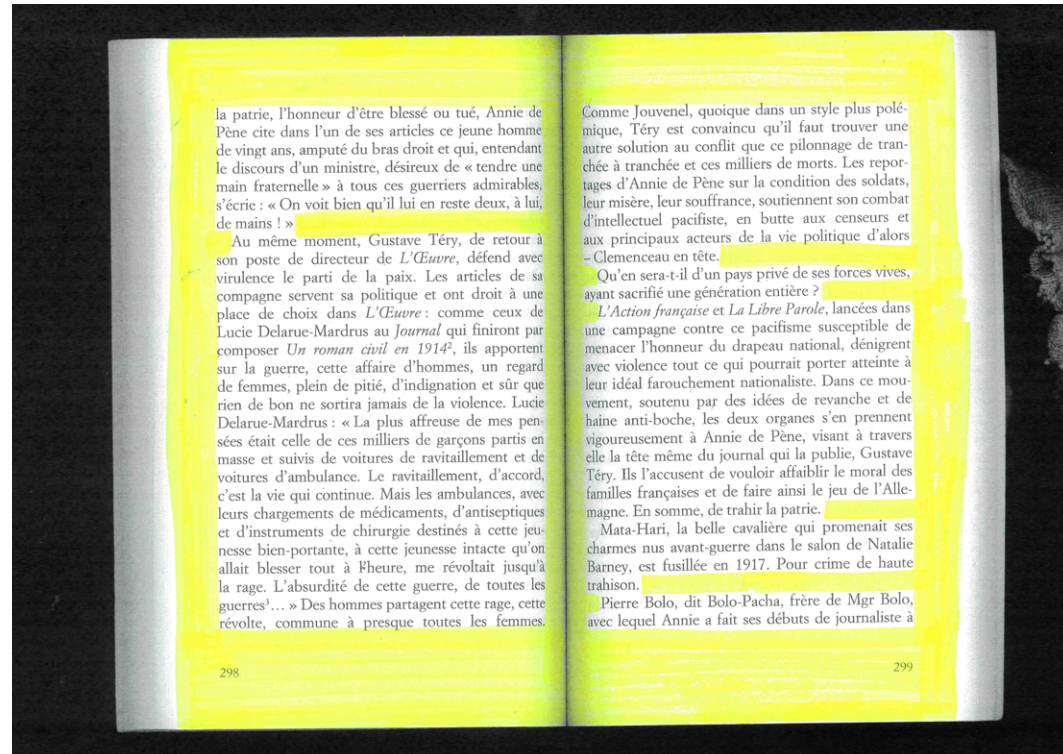 la patrie, l'honneur d'être blessé ou tué, Annie de
Pène cite dans l'un de ses articles ce jeune homme
de vingt ans, amputé du bras droit et qui, entendant
le discours d'un ministre, désireux de « tendre une
main fraternelle » à tous ces guerriers admirables,
s'écrie : « On voit bien qu'il lui en reste deux, à lui,
de mains ! »
Au même moment, Gustave Téry, de retour à
son poste de directeur de L'Œuvre, défend avec
virulence le parti de la paix. Les articles de sa
compagne servent sa politique et ont droit à une
place de choix dans L'Œuvre : comme ceux de
Lucie Delarue-Mardrus au Journal qui finiront par
composer Un roman civil en 1914², ils apportent
sur la guerre, cette affaire d'hommes, un regard
de femmes, plein de pitié, d'indignation et sûr que
rien de bon ne sortira jamais de la violence. Lucie
Delarue-Mardrus : « La plus affreuse de mes pen-
sées était celle de ces milliers de garçons partis en
masse et suivis de voitures de ravitaillement et de
voitures d'ambulance. Le ravitaillement, d'accord,
c'est la vie qui continue. Mais les ambulances, avec
leurs chargements de médicaments, d'antiseptiques
et d'instruments de chirurgie destinés à cette jeu-
nesse bien-portante, à cette jeunesse intacte qu'on
allait blesser tout à l'heure, me révoltait jusqu'à
la rage. L'absurdité de cette guerre, de toutes les
guerres³… » Des hommes partagent cette rage, cette
révolte, commune à presque toutes les femmes.
298
Comme Jouvenel, quoique dans un style plus polé-
mique, Téry est convaincu qu'il faut trouver une
autre solution au conflit que ce pilonnage de tran-
chée à tranchée et ces milliers de morts. Les repor-
tages d'Annie de Pène sur la condition des soldats,
leur misère, leur souffrance, soutiennent son combat
d'intellectuel pacifiste, en butte aux censeurs et
aux principaux acteurs de la vie politique d'alors
– Clemenceau en tête.
Qu'en sera-t-il d'un pays privé de ses forces vives,
ayant sacrifié une génération entière ?
L'Action française et La Libre Parole, lancées dans
une campagne contre ce pacifisme susceptible de
menacer l'honneur du drapeau national, dénigrent
avec violence tout ce qui pourrait porter atteinte à
leur idéal farouchement nationaliste. Dans ce mou-
vement, soutenu par des idées de revanche et de
haine anti-boche, les deux organes s'en prennent
vigoureusement à Annie de Pène, visant à travers
elle la tête même du journal qui la publie, Gustave
Téry. Ils l'accusent de vouloir affaiblir le moral des
familles françaises et de faire ainsi le jeu de l'Alle-
magne. En somme, de trahir la patrie.
Mata-Hari, la belle cavalière qui promenait ses
charmes nus avant-guerre dans le salon de Natalie
Barney, est fusillée en 1917. Pour crime de haute
trahison.
Pierre Bolo, dit Bolo-Pacha, frère de Mgr Bolo,
avec lequel Annie a fait ses débuts de journaliste à
299